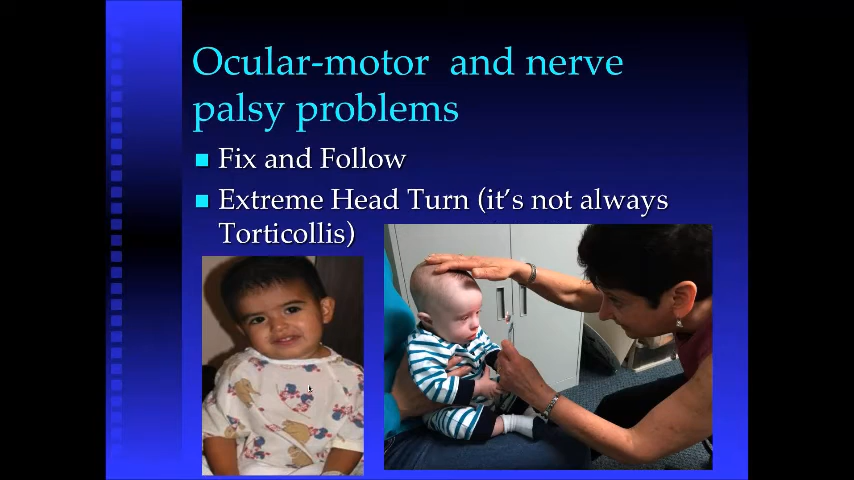 Ocular-motor and nerve
palsy problems
Fix and Follow
Extreme Head Turn (it's not always
Torticollis)